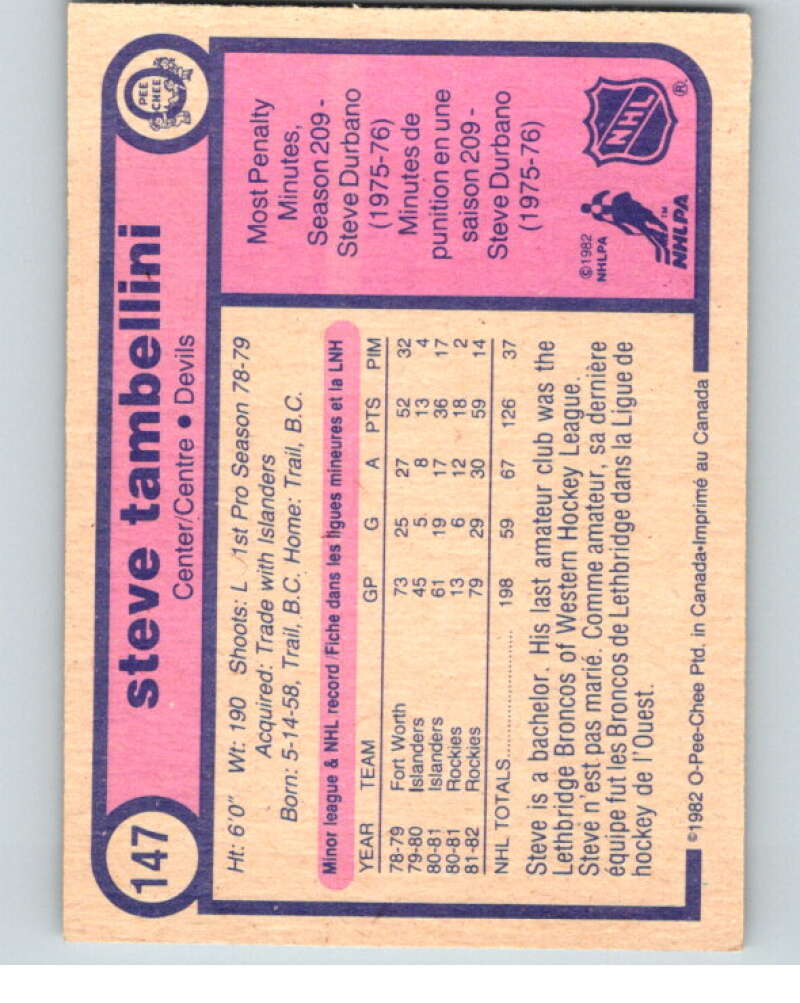 147
steve tambellini
Center/Centre • Devils
O
PEE
CHEE
Ht: 6'0" Wt: 190 Shoots: L 1st Pro Season 78-79
Acquired: Trade with Islanders
Born: 5-14-58, Trail, B.C. Home: Trail, B.C.
Minor league & NHL record/Fiche dans les ligues mineures et la LNH
YEAR TEAM GP G A PTS PIM
78-79 Fort Worth 73 25 27 52 32
79-80 Islanders 45 5 8 13 4
80-81 Islanders 61 19 17 36 17
80-81 Rockies 13 6 12 18 2
81-82 Rockies 79 29 30 59 14
NHL TOTALS 198 59 67 126 37
Steve is a bachelor. His last amateur club was the
Lethbridge Broncos of Western Hockey League.
Steve n'est pas marié. Comme amateur, sa dernière
équipe fut les Broncos de Lethbridge dans la Ligue de
hockey de l'Ouest.
Most Penalty
Minutes,
Season 209 -
Steve Durbano
(1975-76)
Minutes de
punition en une
saison 209 -
Steve Durbano
(1975-76)
©1982
NHLPA
NHLPA
TM
NHL
®
©1982 O-Pee-Chee Ptd. in Canada•Imprimé au Canada